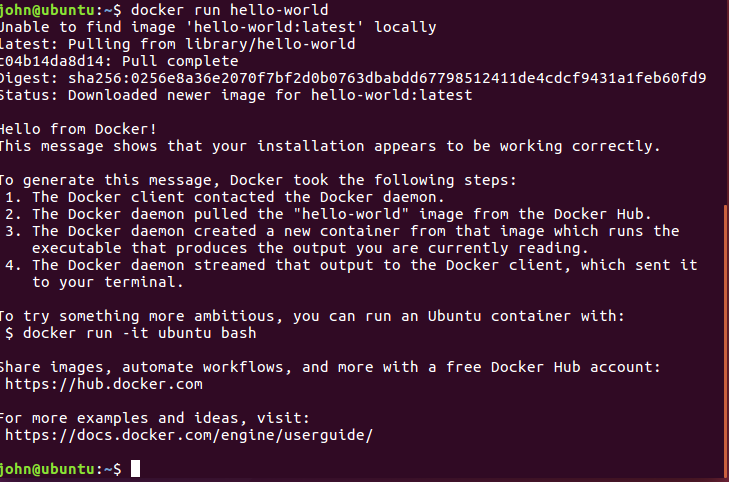 john@ubuntu:~$ docker run hello-world
Unable to find image 'hello-world:latest' locally
latest: Pulling from library/hello-world
c04b14da8d14: Pull complete
Digest: sha256:0256e8a36e2070f7bf2d0b0763dbabdd67798512411de4cdcf9431a1feb60fd9
Status: Downloaded newer image for hello-world:latest

Hello from Docker!
This message shows that your installation appears to be working correctly.

To generate this message, Docker took the following steps:
 1. The Docker client contacted the Docker daemon.
 2. The Docker daemon pulled the "hello-world" image from the Docker Hub.
 3. The Docker daemon created a new container from that image which runs the
    executable that produces the output you are currently reading.
 4. The Docker daemon streamed that output to the Docker client, which sent it
    to your terminal.

To try something more ambitious, you can run an Ubuntu container with:
 $ docker run -it ubuntu bash

Share images, automate workflows, and more with a free Docker Hub account:
 https://hub.docker.com

For more examples and ideas, visit:
 https://docs.docker.com/engine/userguide/

john@ubuntu:~$